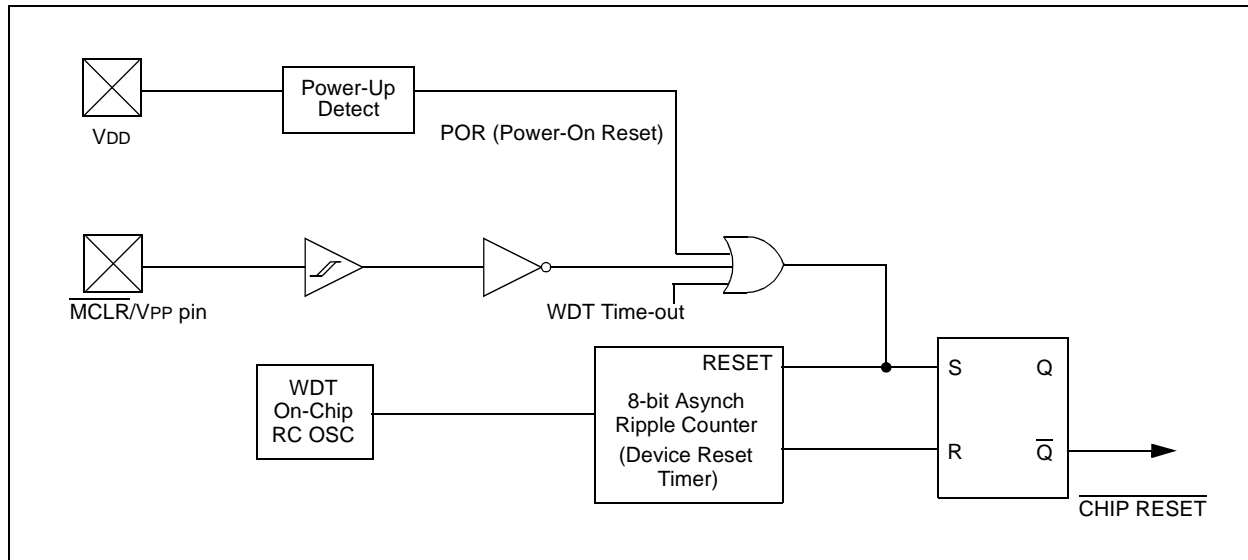 Power-Up
Detect
VDD
POR (Power-On Reset)
MCLR/VPP pin
WDT Time-out
WDT
On-Chip
RC OSC
RESET
8-bit Asynch
Ripple Counter
(Device Reset
Timer)
S Q
R Q̅
CHIP RESET